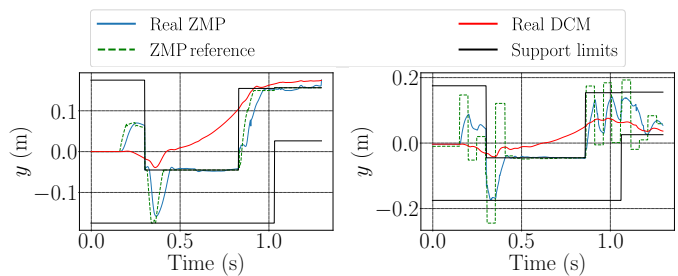 Real ZMP
Real DCM
ZMP reference
Support limits
y (m)
0.1
0.0
−0.1
0.0
0.5
1.0
Time (s)
y (m)
0.2
0.0
−0.2
0.0
0.5
1.0
Time (s)